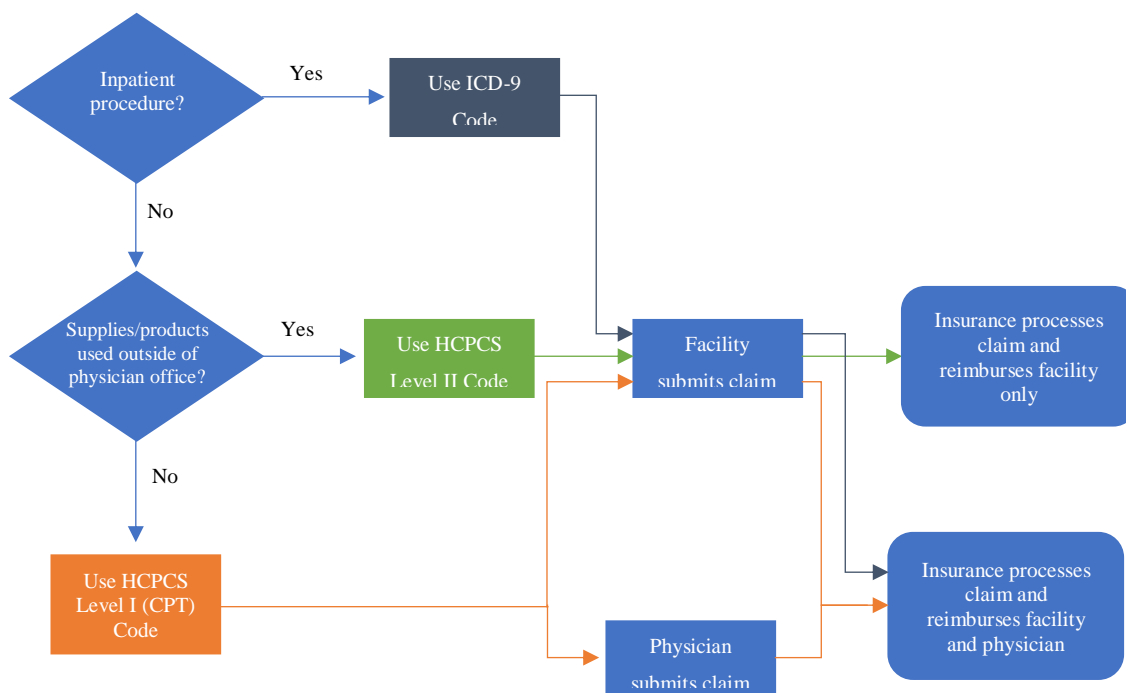 Inpatient
procedure?
Yes
Use ICD-9
Code
No
Supplies/products
used outside of
physician office?
Yes
Use HCPCS
Level II Code
Facility
submits claim
Insurance processes
claim and
reimburses facility
only
No
Use HCPCS
Level I (CPT)
Code
Physician
submits claim
Insurance processes
claim and
reimburses facility
and physician